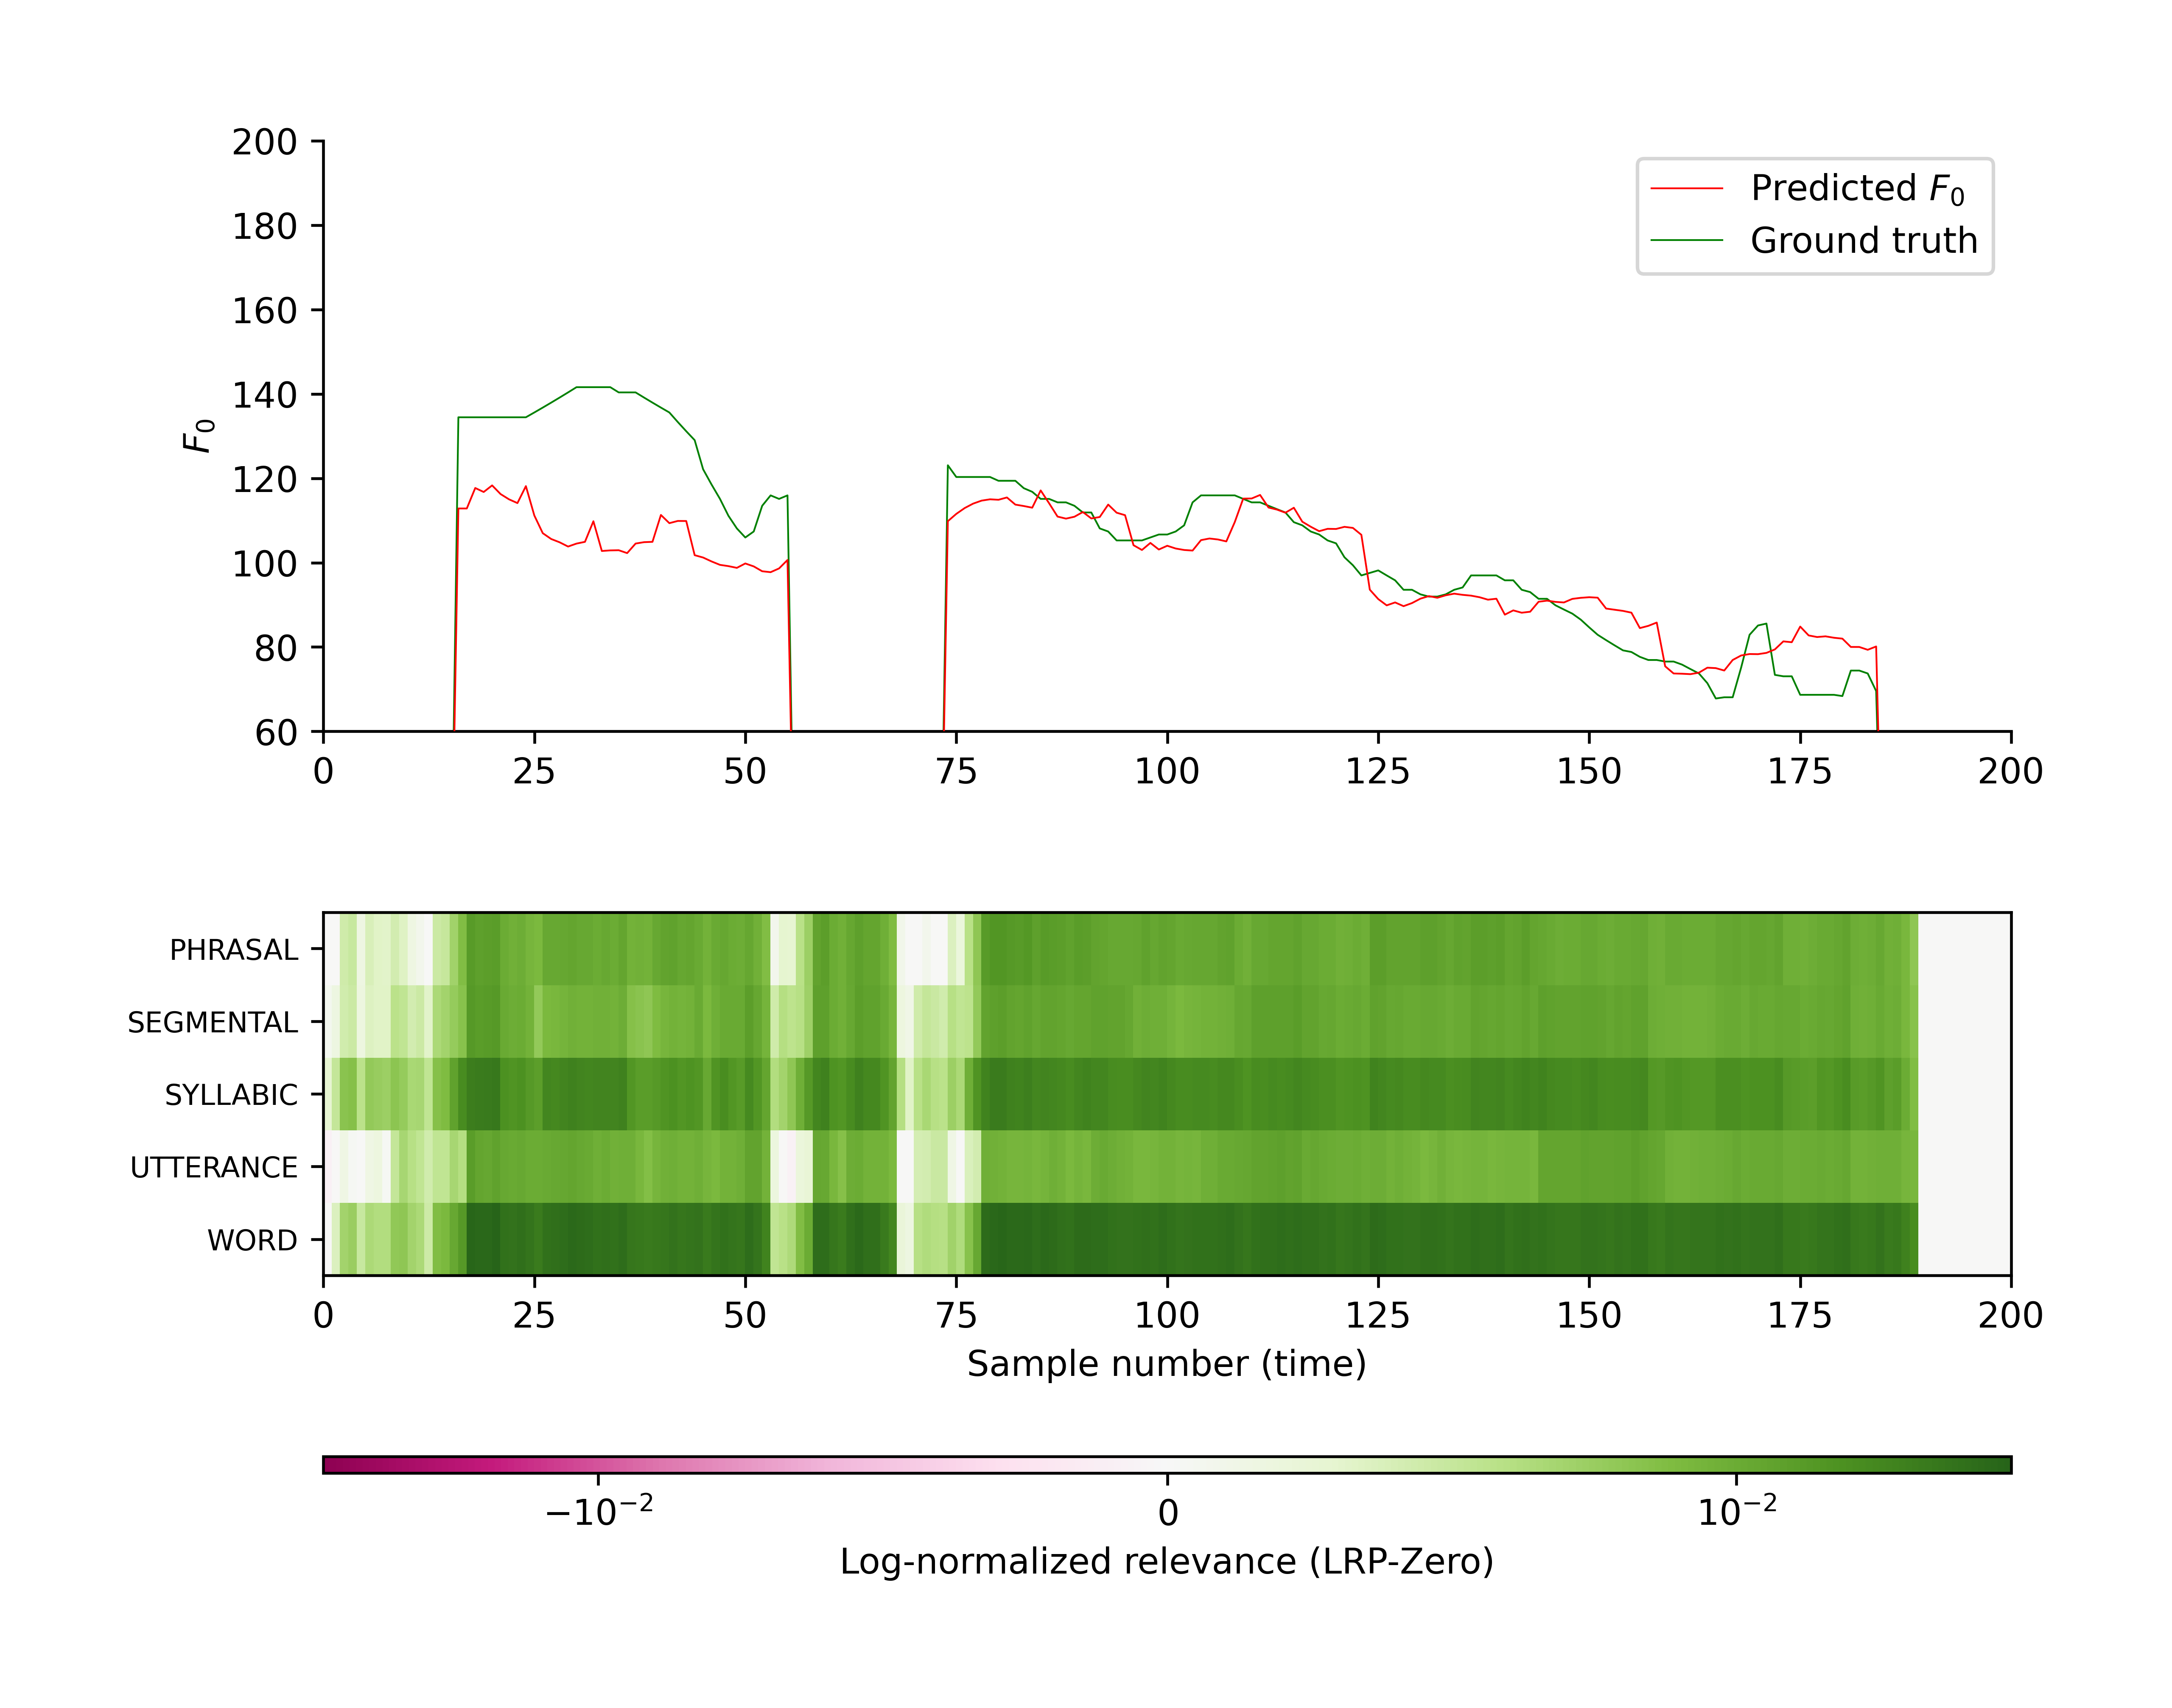 200
180
160
140
120
100
80
60
F₀
Predicted F₀
Ground truth
0 25 50 75 100 125 150 175 200
PHRASAL
SEGMENTAL
SYLLABIC
UTTERANCE
WORD
0 25 50 75 100 125 150 175 200
Sample number (time)
−10⁻² 0 10⁻²
Log-normalized relevance (LRP-Zero)